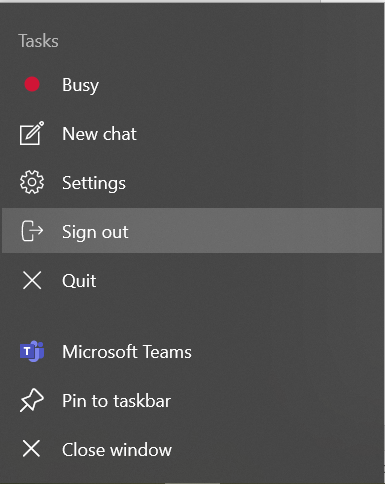 Tasks
Busy
New chat
Settings
Sign out
Quit
Microsoft Teams
Pin to taskbar
Close window